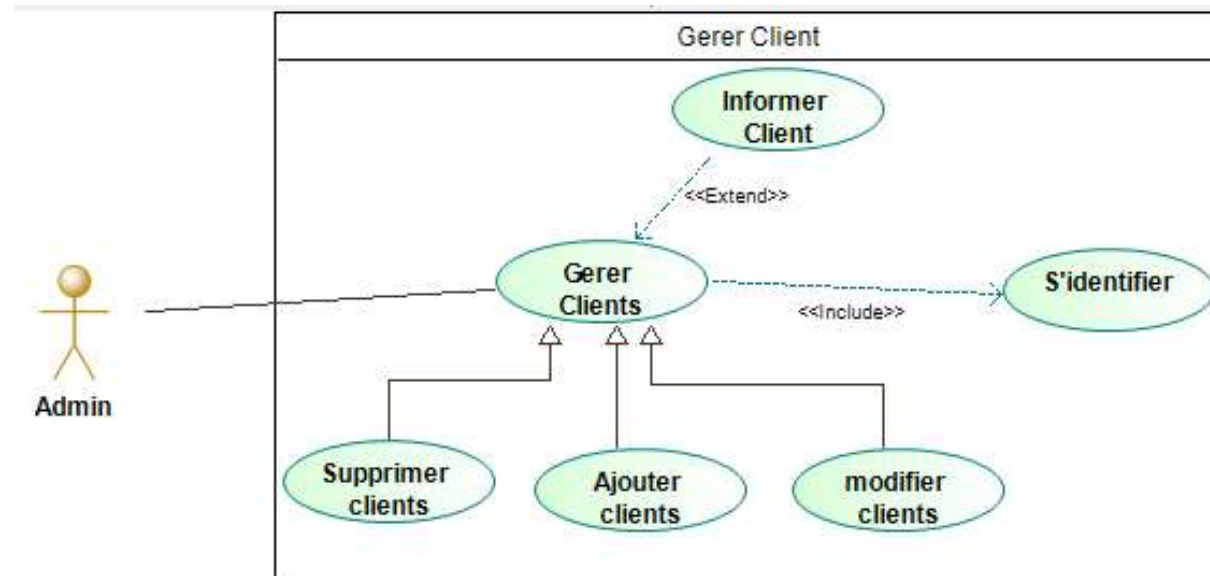 Gerer Client
Informer
Client
<<Extend>>
Gerer
Clients
S'identifier
<<Include>>
Admin
Supprimer
clients
Ajouter
clients
modifier
clients